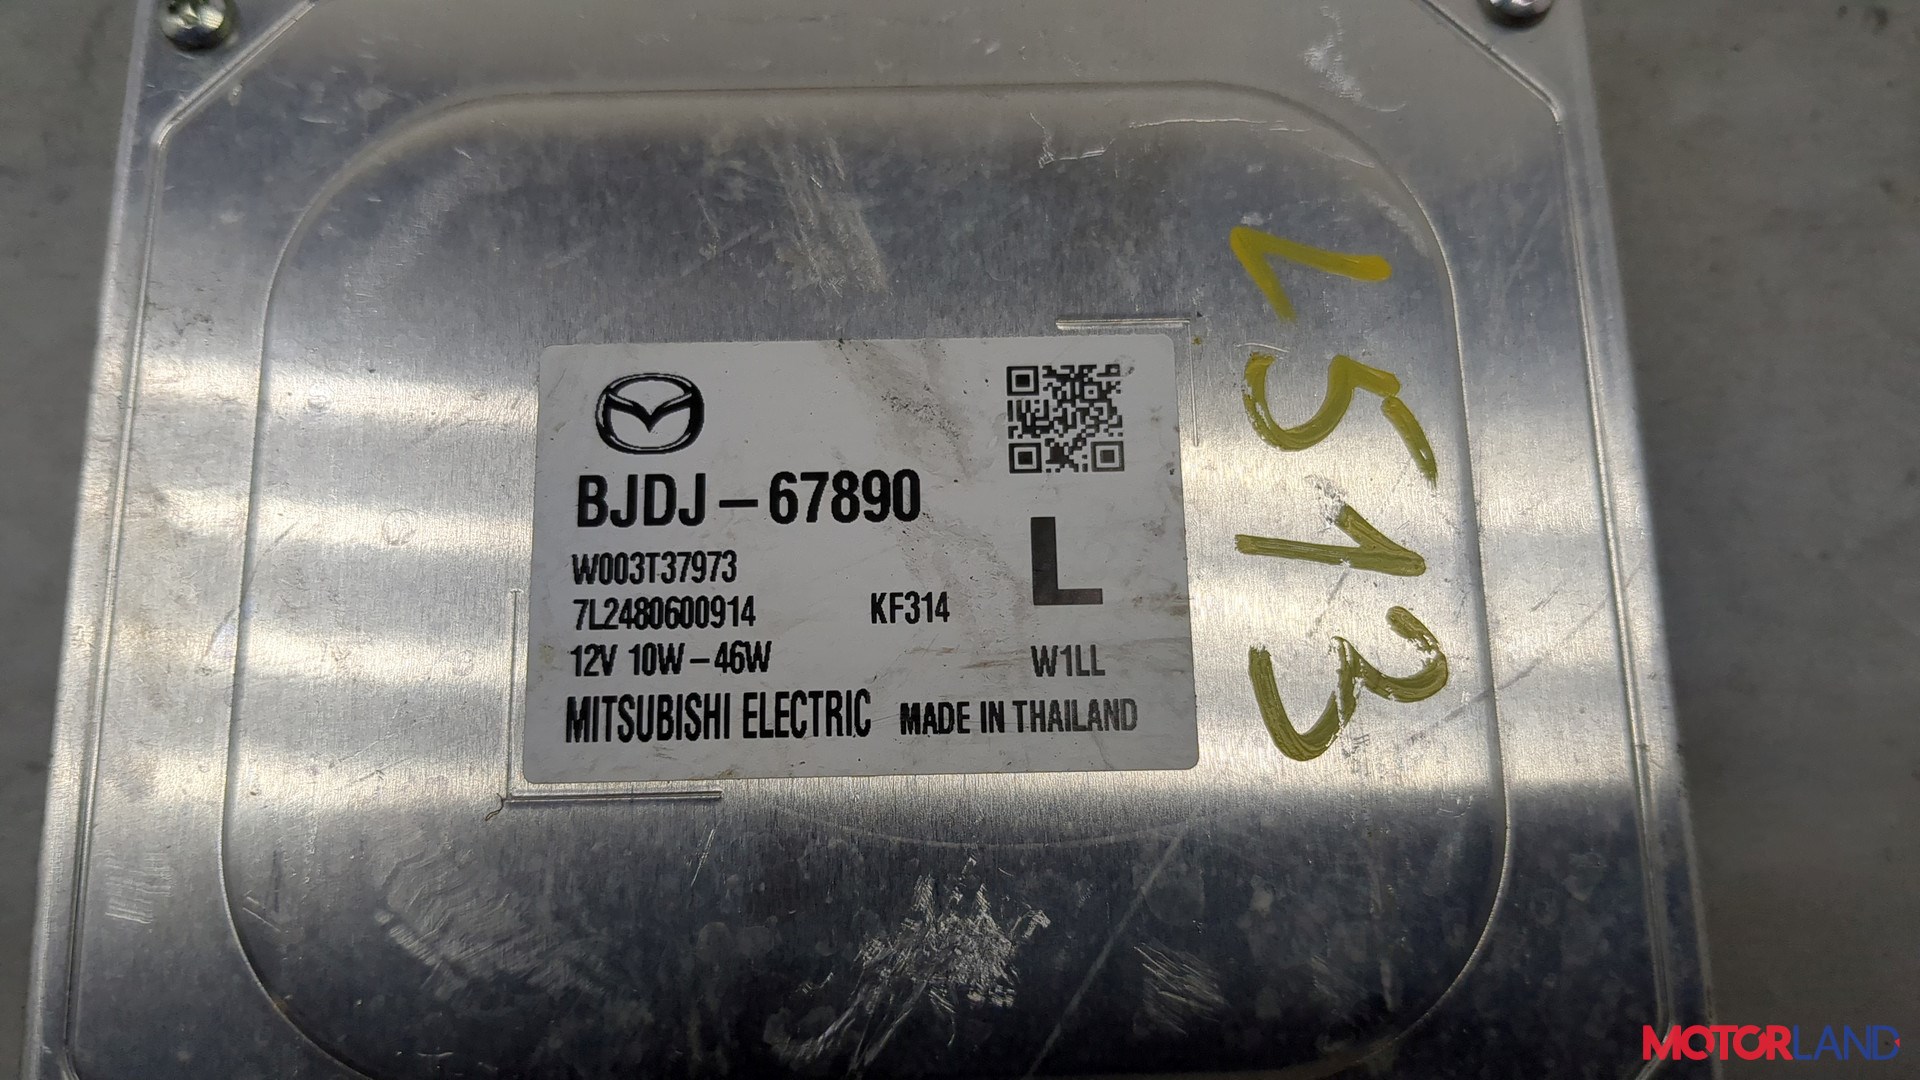 BJDJ-67890
W003T37973
7L2480600914 KF314
L
12V 10W-46W W1LL
MITSUBISHI ELECTRIC MADE IN THAILAND
L513
MOTORLAND